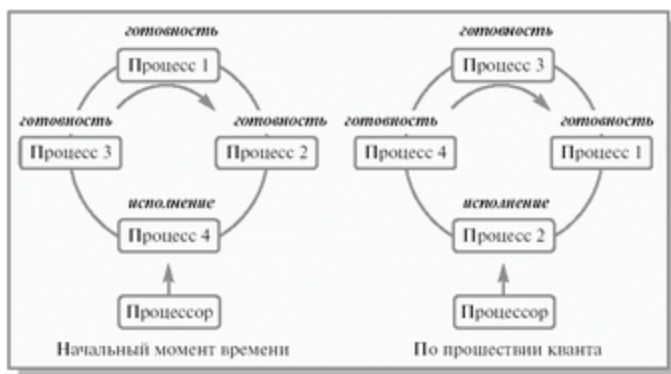 готовность
Процесс 1
готовность
Процесс 3
готовность
Процесс 2
исполнение
Процесс 4
Процессор
Начальный момент времени
готовность
Процесс 3
готовность
Процесс 4
готовность
Процесс 1
исполнение
Процесс 2
Процессор
По прошествии кванта